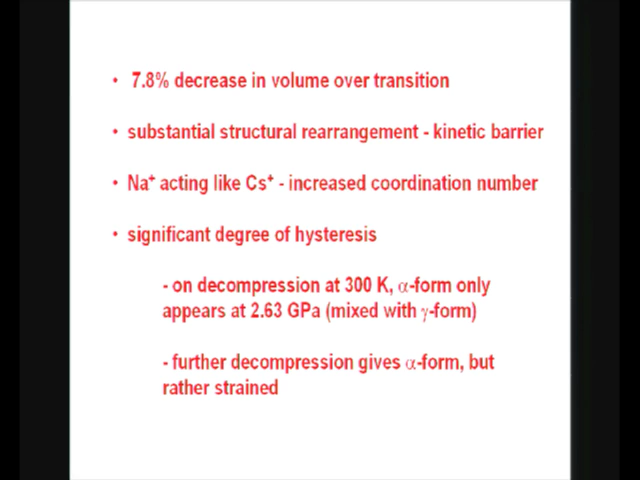 • 7.8% decrease in volume over transition
• substantial structural rearrangement - kinetic barrier
• Na⁺ acting like Cs⁺ - increased coordination number
• significant degree of hysteresis
- on decompression at 300 K, α-form only
appears at 2.63 GPa (mixed with γ-form)
- further decompression gives α-form, but
rather strained